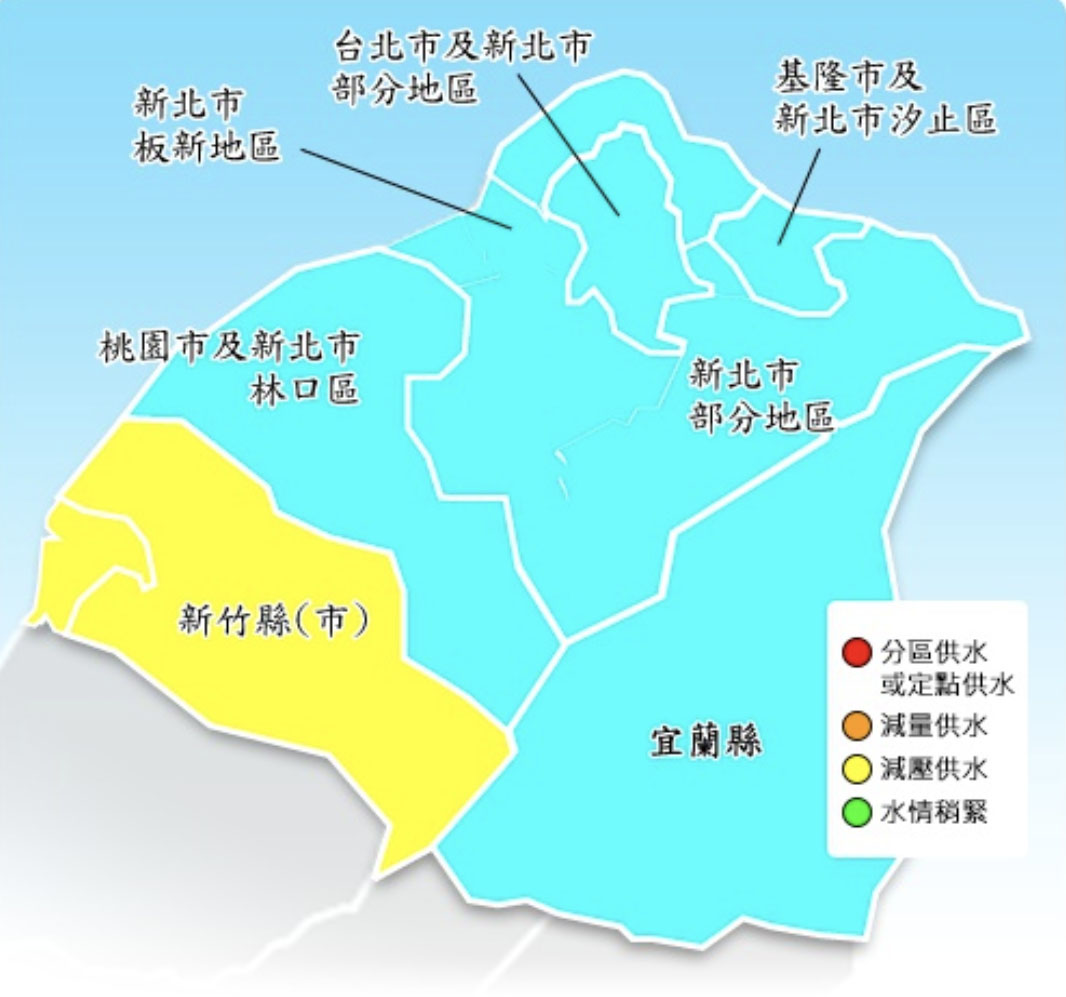 台北市及新北市
部分地區
基隆市及
新北市汐止區
新北市
板新地區
桃園市及新北市
林口區
新北市
部分地區
新竹縣(市)
宜蘭縣
分區供水
或定點供水
減量供水
減壓供水
水情稍緊